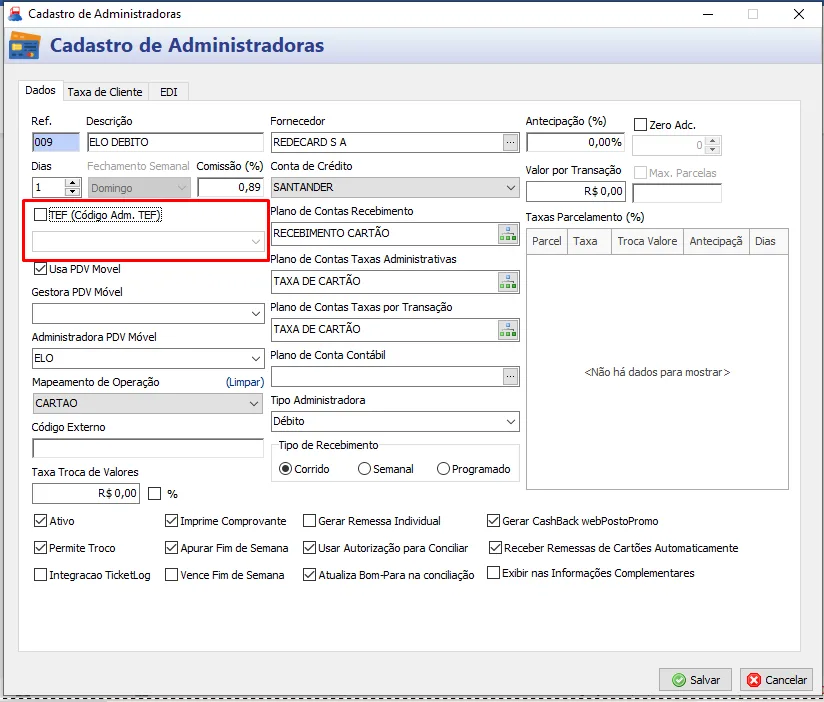 Cadastro de Administradoras
Cadastro de Administradoras
Dados
Taxa de Cliente
EDI
Ref.
Descrição
Fornecedor
Antecipação (%)
Zero Adc.
009
ELO DEBITO
REDECARD S A
...
0,00%
0
Dias
Fechamento Semanal
Comissão (%)
Conta de Crédito
Valor por Transação
Max. Parcelas
1
Domingo
0,89
SANTANDER
R$ 0,00
TEF (Código Adm. TEF)
Plano de Contas Recebimento
Taxas Parcelamento (%)
RECEBIMENTO CARTÃO
Parcel
Taxa
Troca Valore
Antecipaçã
Dias
Usa PDV Movel
Plano de Contas Taxas Administrativas
TAXA DE CARTÃO
Gestora PDV Móvel
Plano de Contas Taxas por Transação
TAXA DE CARTÃO
Administradora PDV Móvel
Plano de Conta Contábil
ELO
...
<Não há dados para mostrar>
Mapeamento de Operação
(Limpar)
Tipo Administradora
CARTAO
Débito
Código Externo
Tipo de Recebimento
Corrido
Semanal
Programado
Taxa Troca de Valores
R$ 0,00
%
Ativo
Imprime Comprovante
Gerar Remessa Individual
Gerar CashBack webPostoPromo
Permite Troco
Apurar Fim de Semana
Usar Autorização para Conciliar
Receber Remessas de Cartões Automaticamente
Integracao TicketLog
Vence Fim de Semana
Atualiza Bom-Para na conciliação
Exibir nas Informações Complementares
Salvar
Cancelar